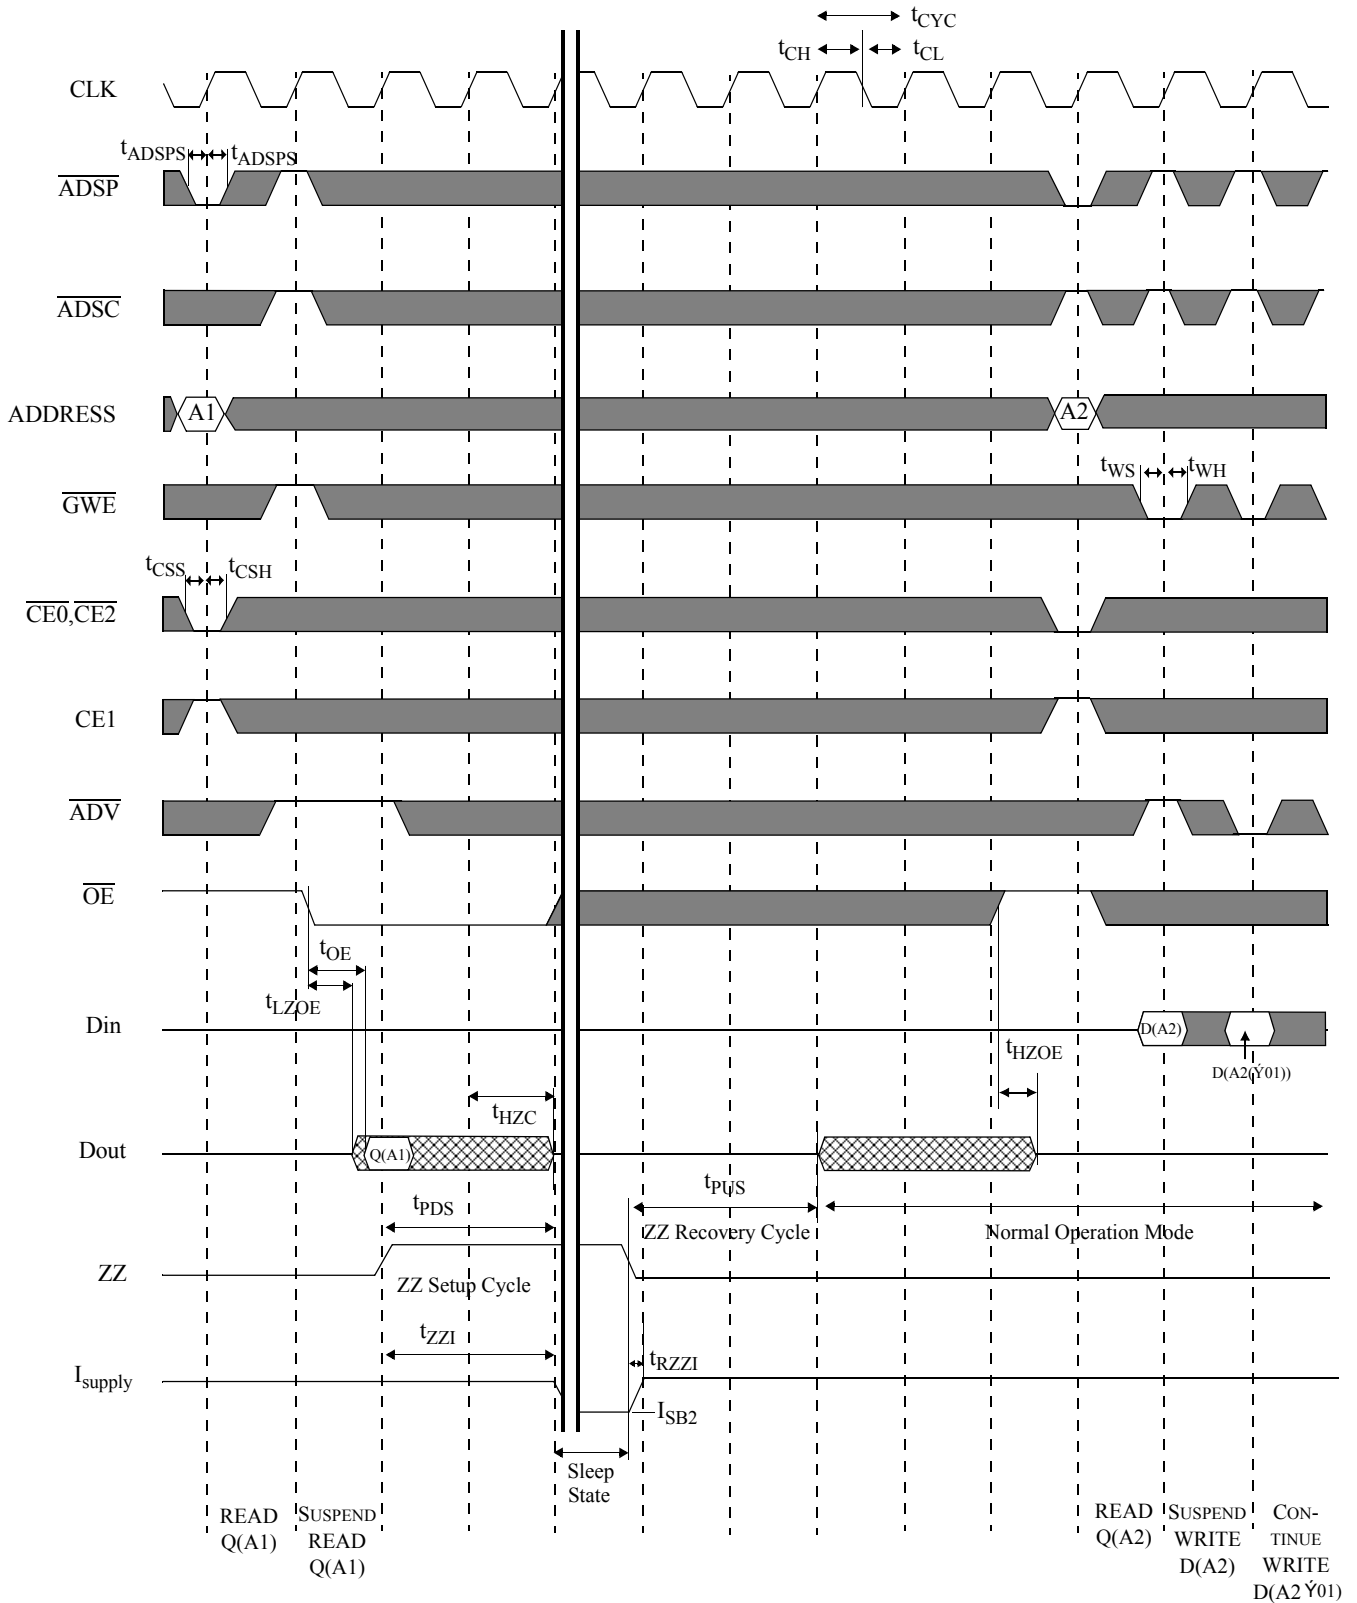 tCYC
tCH
tCL
CLK
tADSPS
tADSPS
ADSP
ADSC
ADDRESS
A1
A2
tWS
tWH
GWE
tCSS
tCSH
CE0,CE2
CE1
ADV
OE
tOE
tLZOE
Din
D(A2)
tHZOE
D(A2(Ý01))
tHZC
Dout
Q(A1)
tPUS
tPDS
ZZ Recovery Cycle
Normal Operation Mode
ZZ
ZZ Setup Cycle
tZZI
tRZZI
Isupply
ISB2
Sleep
State
READ
Q(A1)
SUSPEND
READ
Q(A1)
READ
Q(A2)
SUSPEND
WRITE
D(A2)
CON-
TINUE
WRITE
D(A2 Ý01)